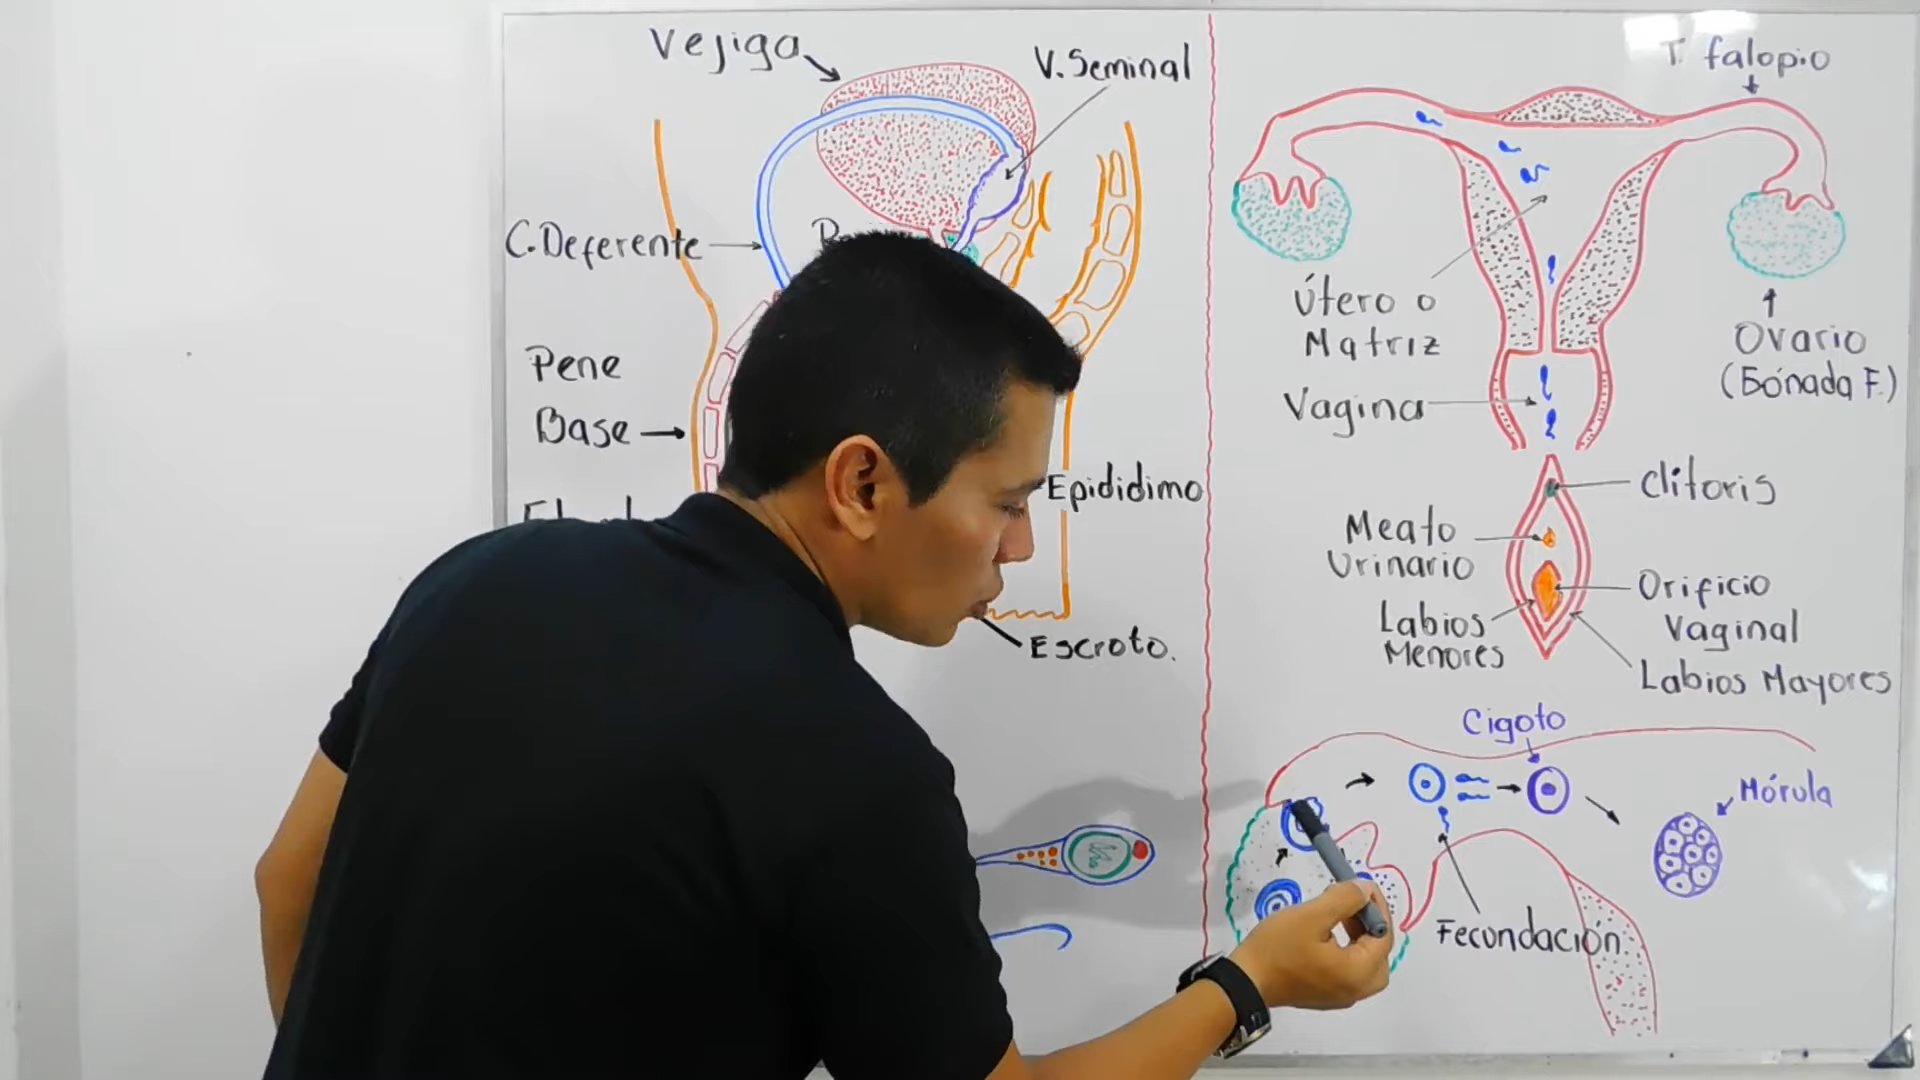 Vejiga
V. Seminal
C. Deferente
Pene
Base
Epididimo
Escroto.
T. falopio
Útero o
Matriz
Ovario
(Gónada F.)
Vagina
Clitoris
Meato
Urinario
Orificio
Vaginal
Labios
Menores
Labios Mayores
Cigoto
Mórula
Fecundación